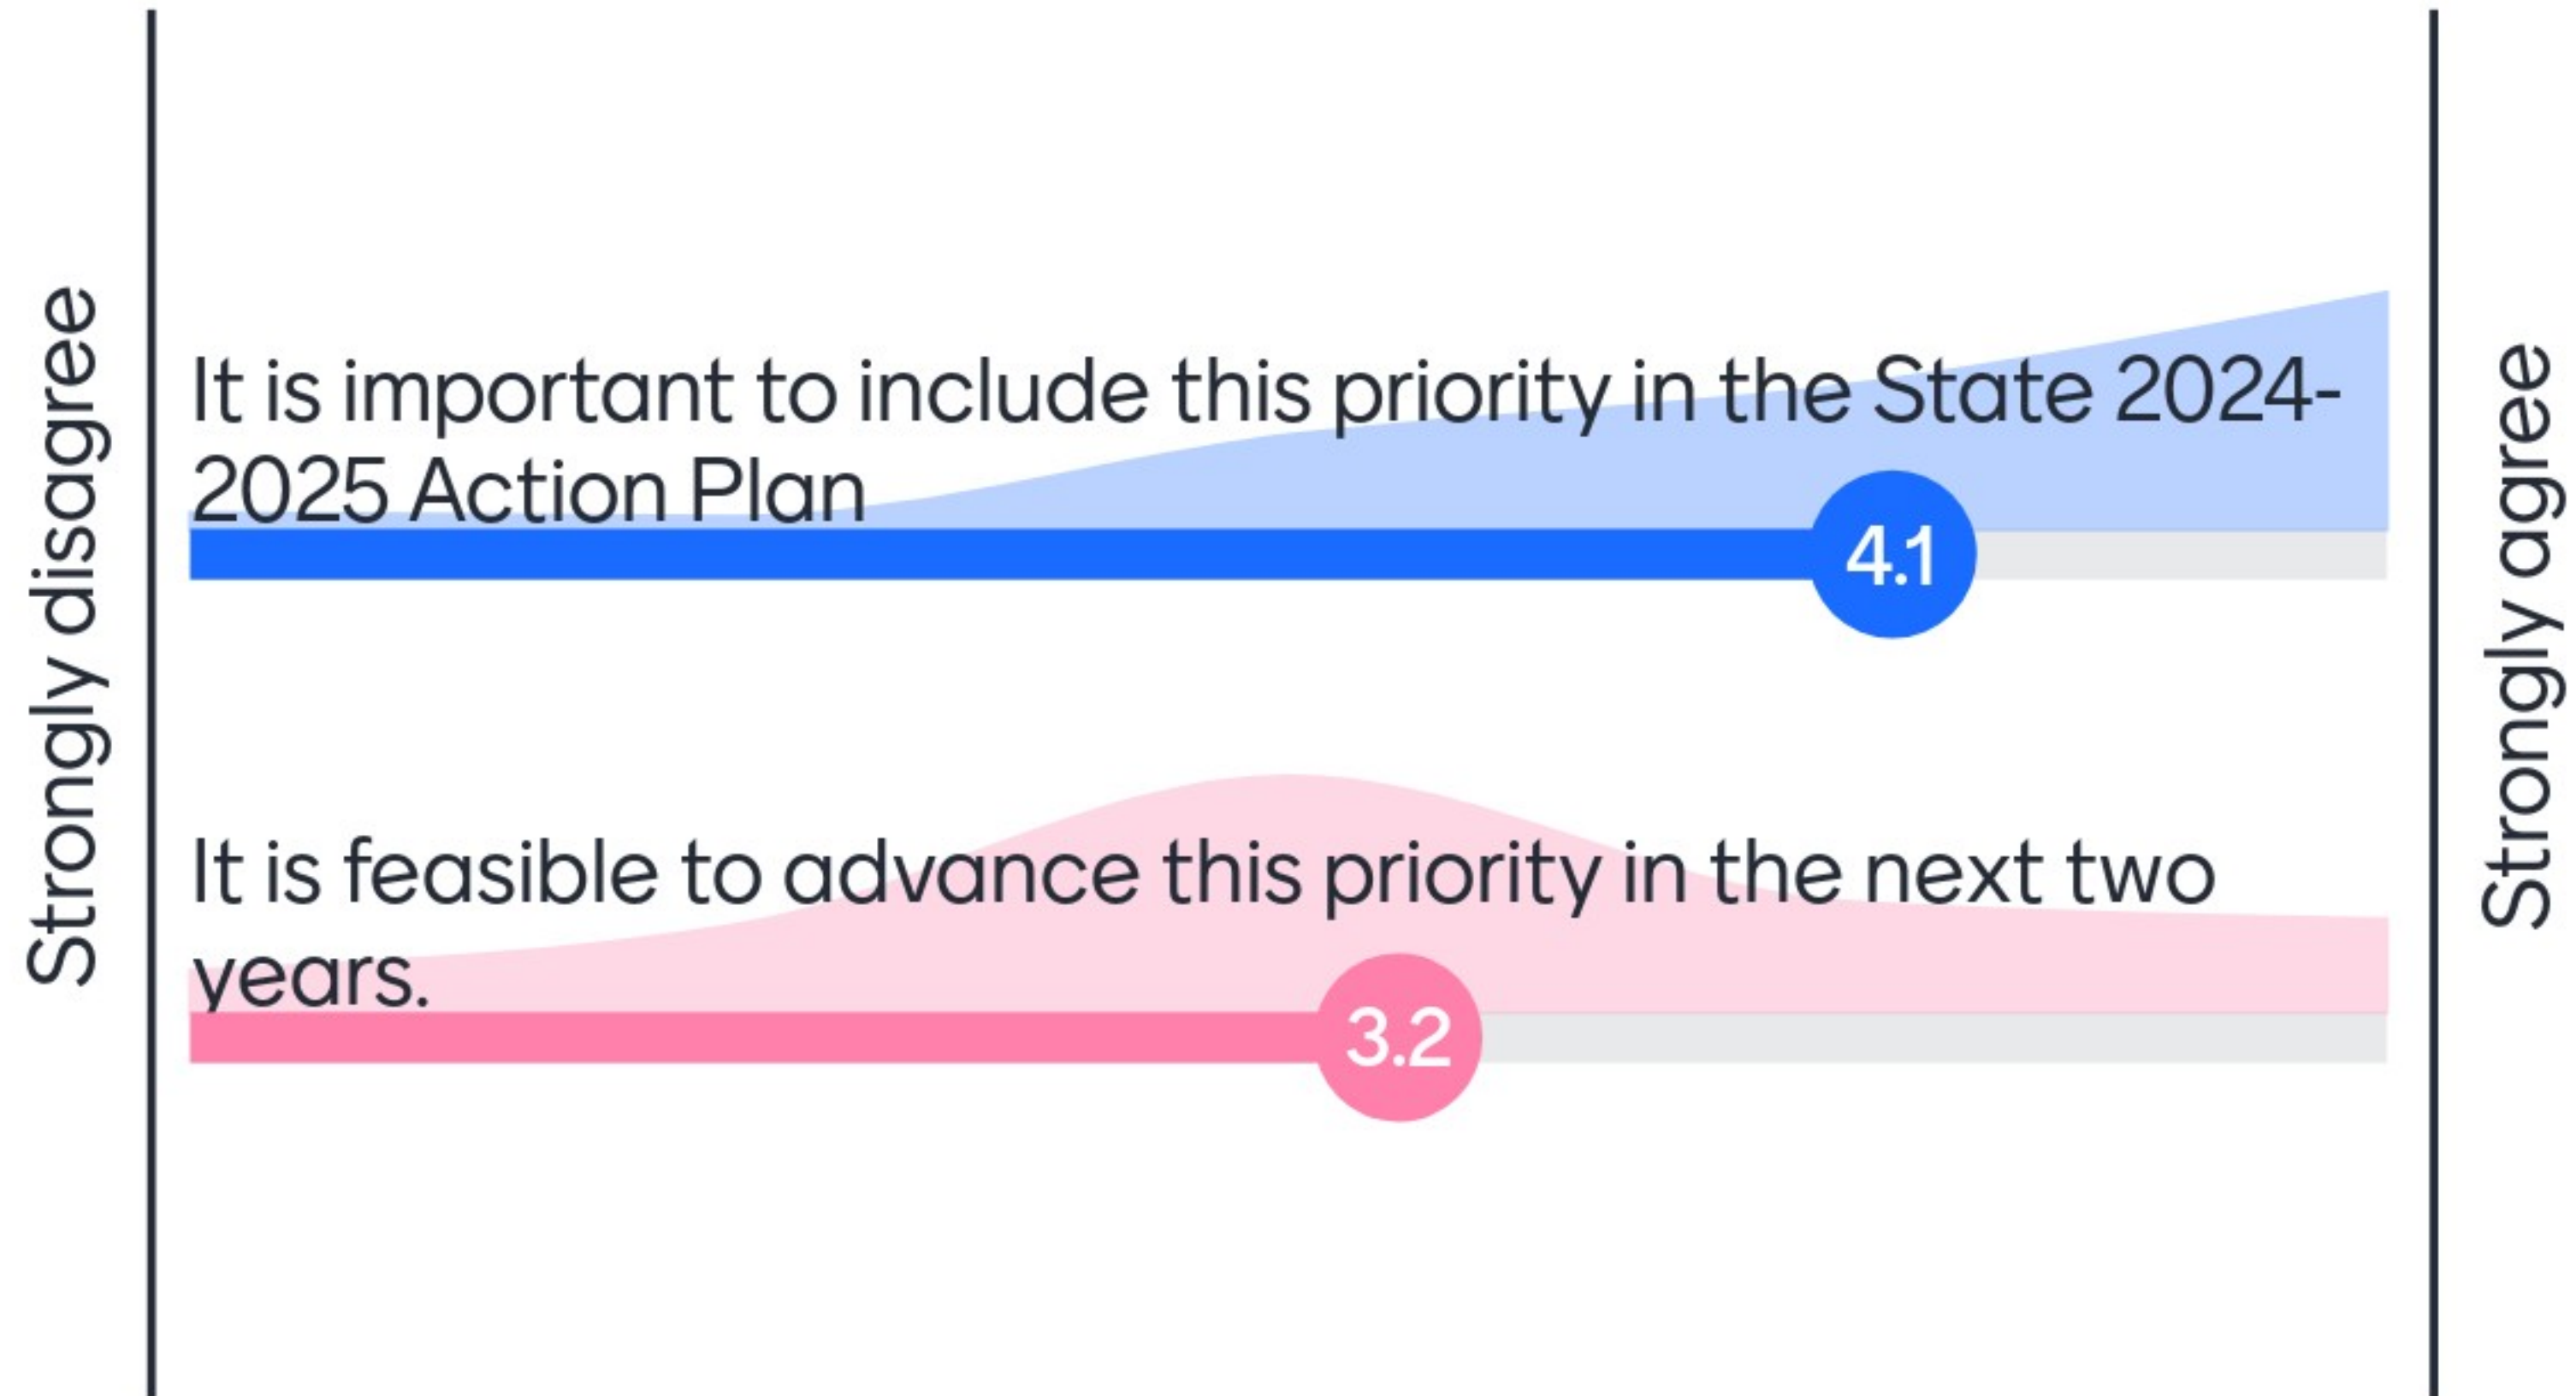 Strongly disagree
It is important to include this priority in the State 2024-
2025 Action Plan
4.1
It is feasible to advance this priority in the next two
years.
3.2
Strongly agree